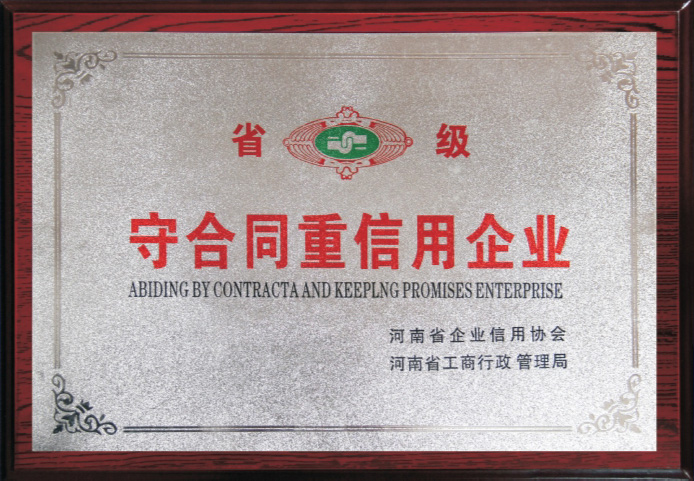 省 级
守合同重信用企业
ABIDING BY CONTRACTA AND KEEPLNG PROMISES ENTERPRISE
河南省企业信用协会
河南省工商行政 管理局